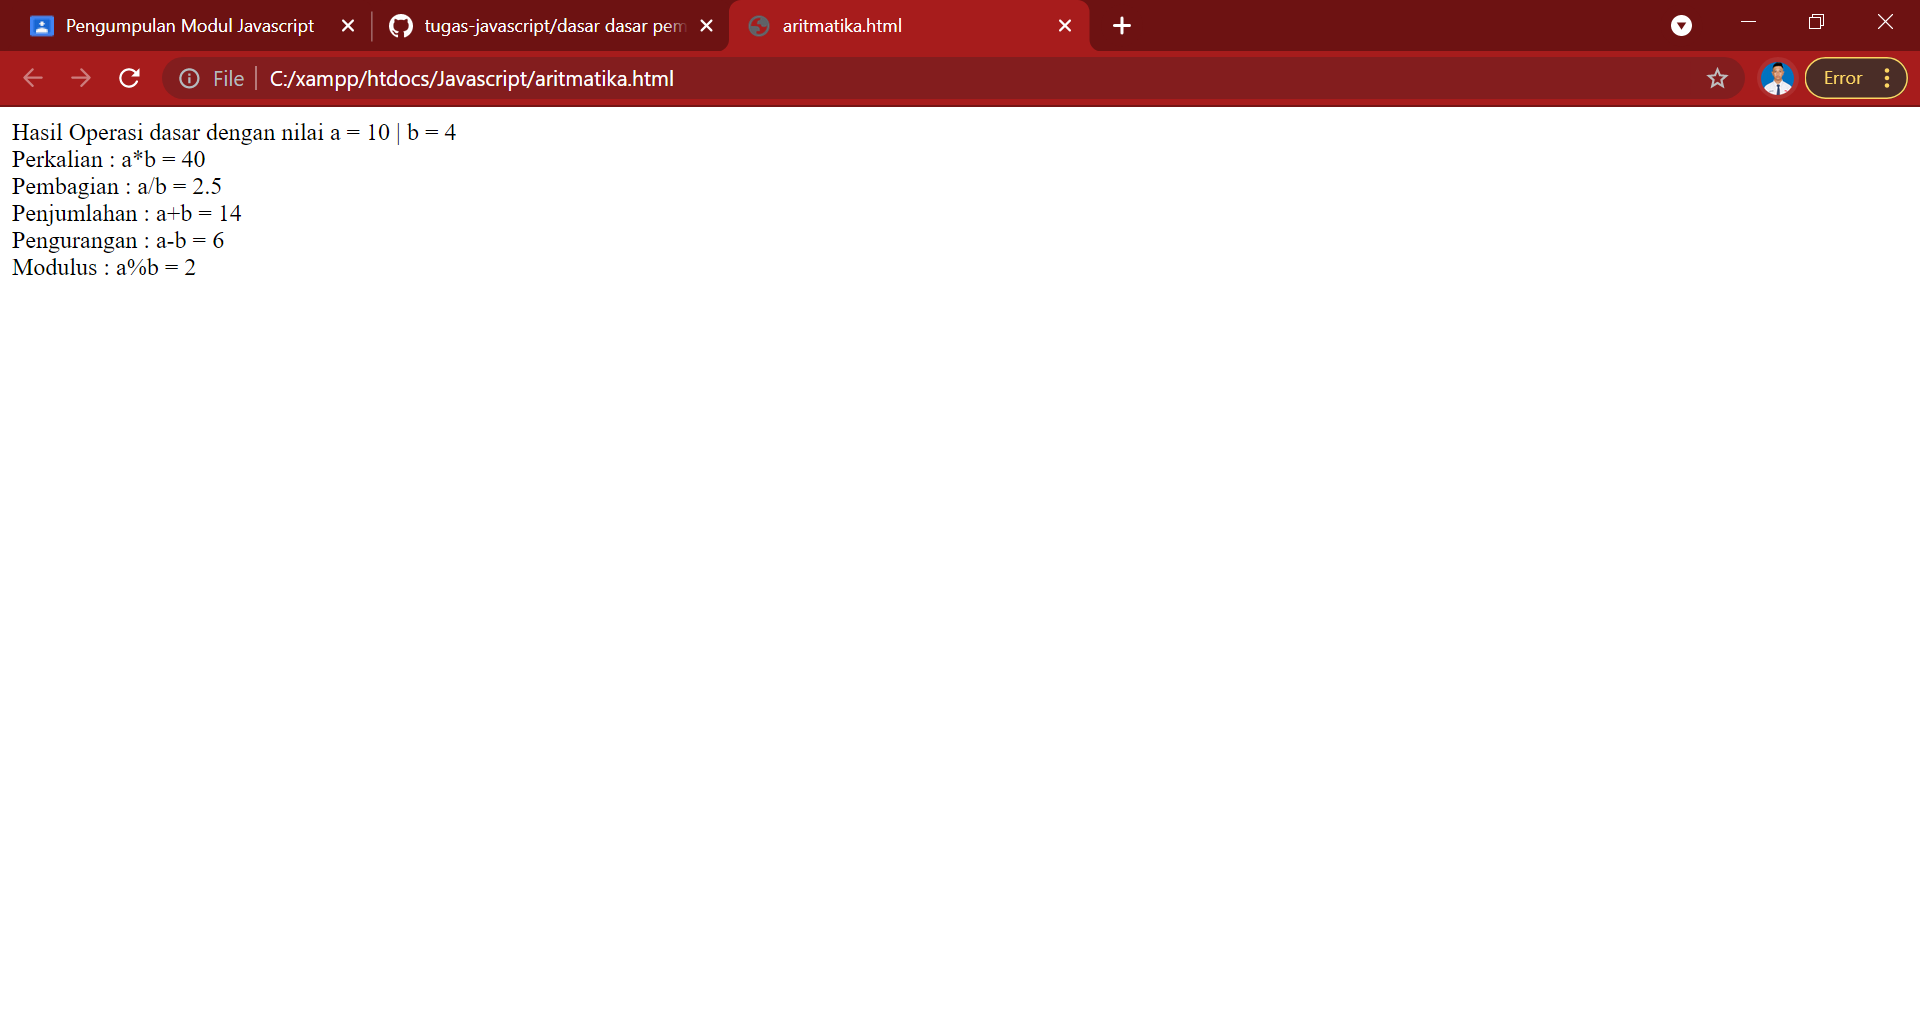 Pengumpulan Modul Javascript
tugas-javascript/dasar dasar pem
aritmatika.html
File
C:/xampp/htdocs/Javascript/aritmatika.html
Error
Hasil Operasi dasar dengan nilai a = 10 | b = 4
Perkalian : a*b = 40
Pembagian : a/b = 2.5
Penjumlahan : a+b = 14
Pengurangan : a-b = 6
Modulus : a%b = 2